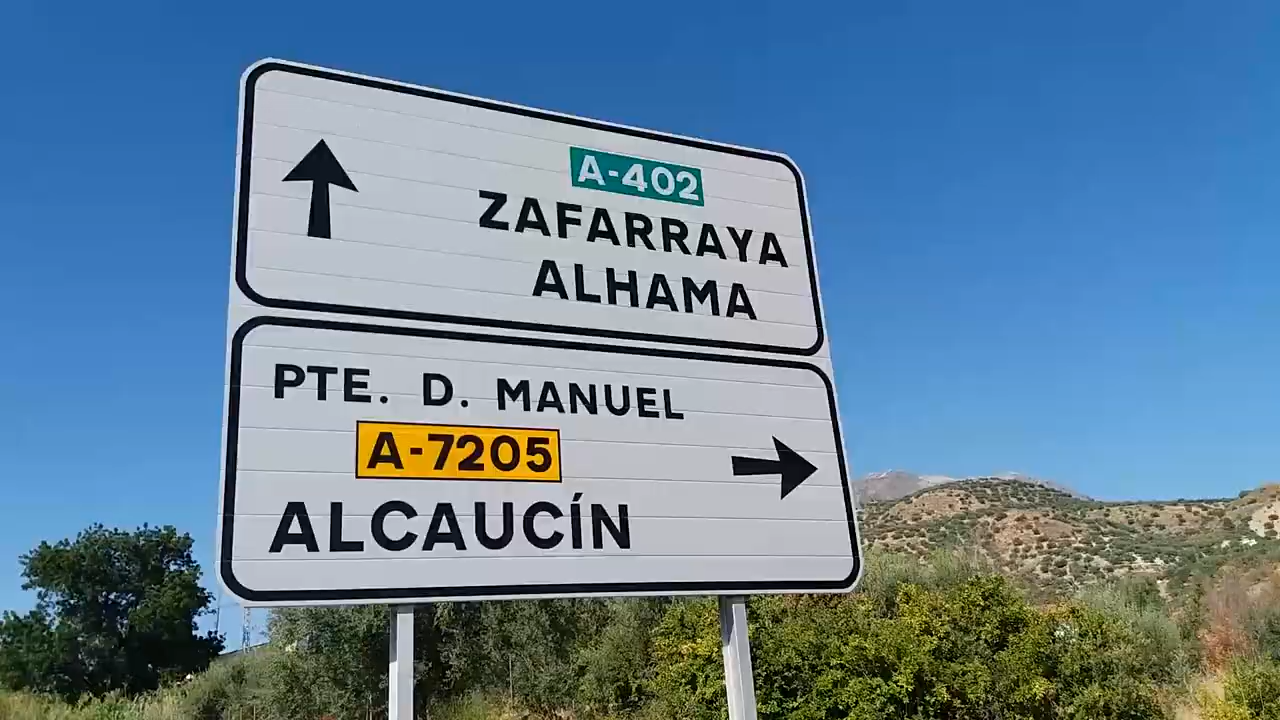 A-402
ZAFARRAYA
ALHAMA
PTE. D. MANUEL
A-7205
ALCAUCÍN